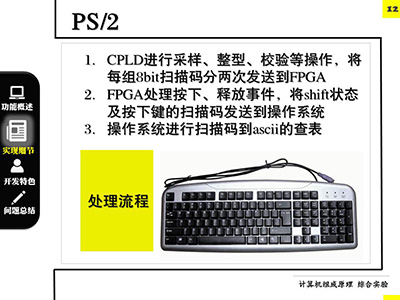 PS/2
12
1. CPLD进行采样、整型、校验等操作，将
每组8bit扫描码分两次发送到FPGA
2. FPGA处理按下、释放事件，将shift状态
及按下键的扫描码发送到操作系统
3. 操作系统进行扫描码到ascii的查表
功能概述
实现细节
开发特色
问题总结
处理流程
计算机组成原理 综合实验